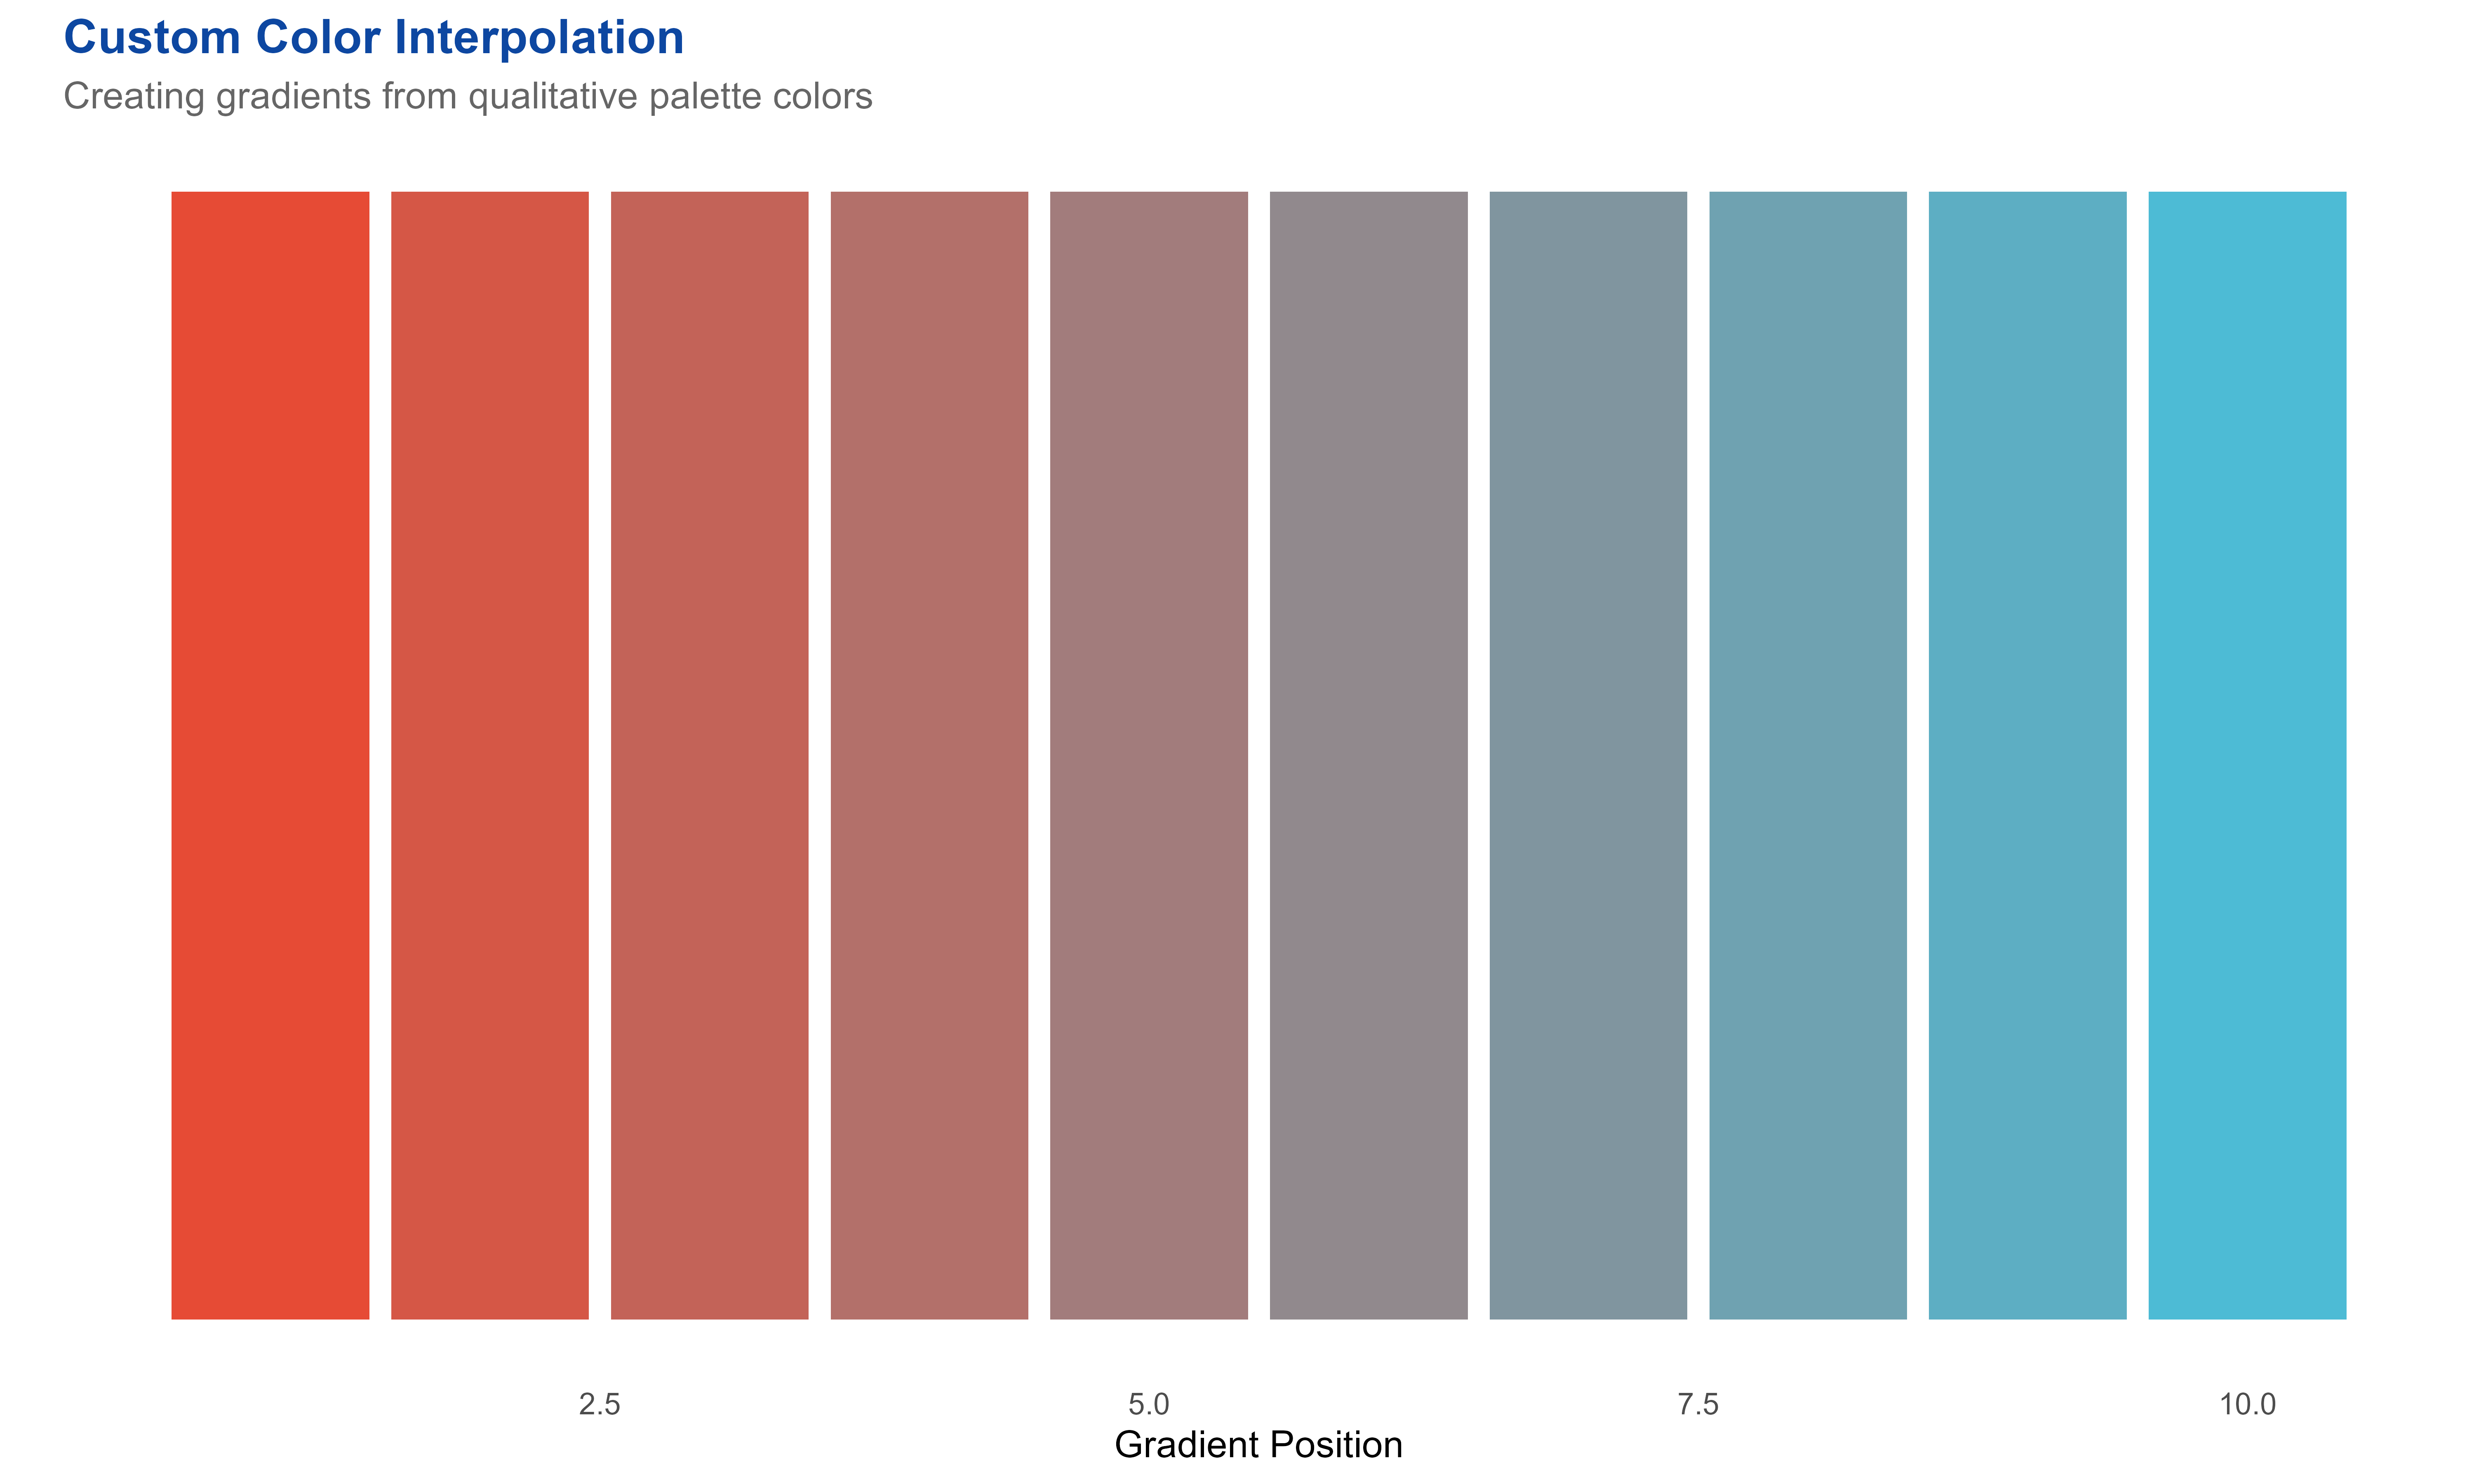 Custom Color Interpolation
Creating gradients from qualitative palette colors
2.5 5.0 7.5 10.0
Gradient Position